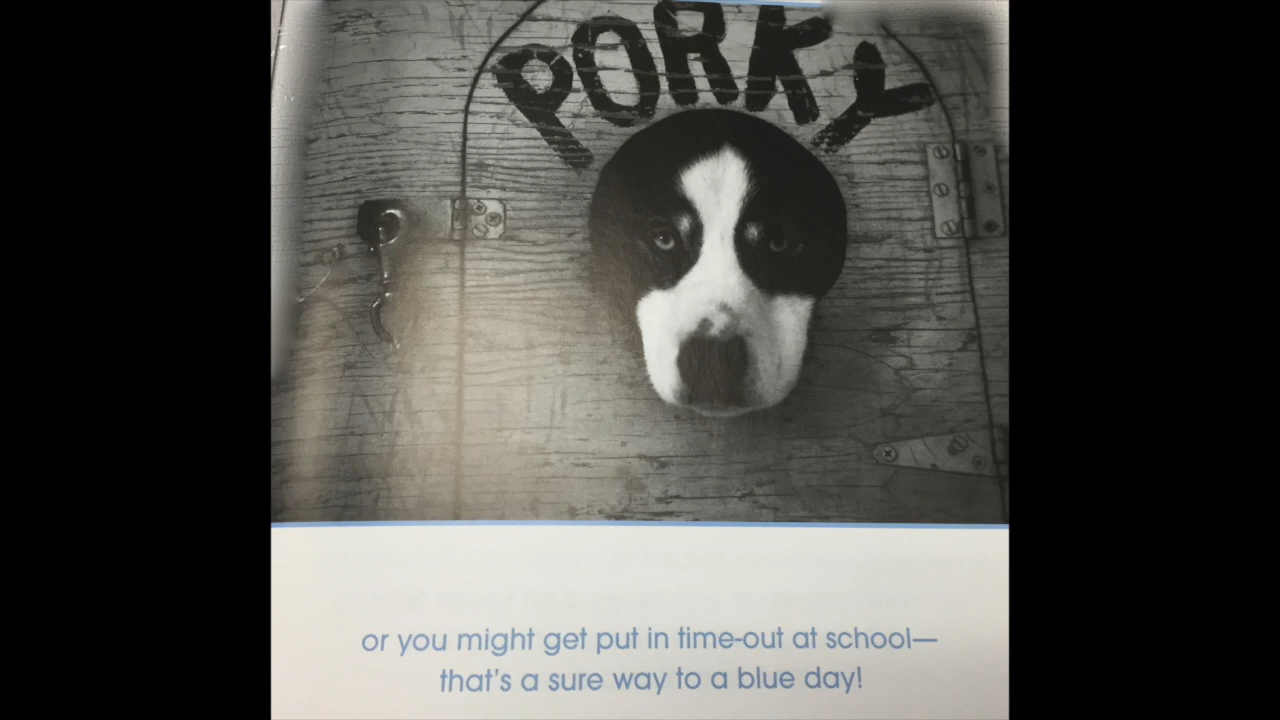 PORKY
or you might get put in time-out at school—
that's a sure way to a blue day!